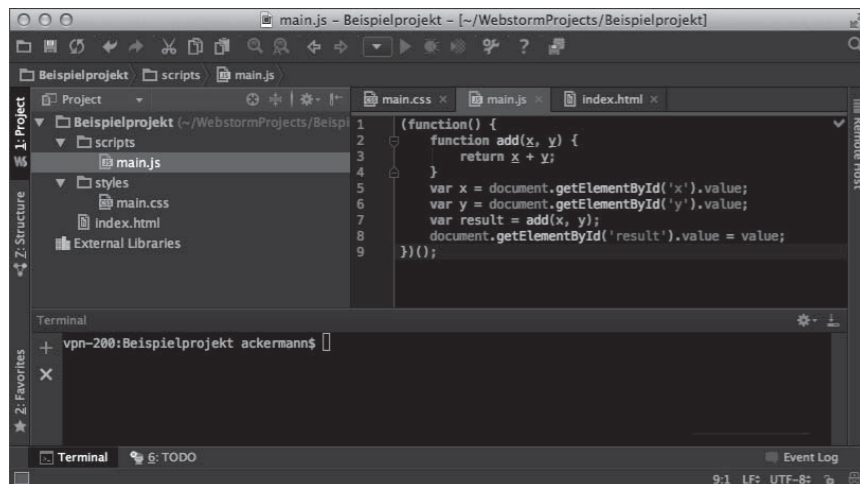 main.js – Beispielprojekt – [~/WebstormProjects/Beispielprojekt]
Beispielprojekt scripts main.js
1: Project
Z: Structure
2: Favorites
Project
Beispielprojekt (~/WebstormProjects/Beispi
scripts
main.js
styles
main.css
index.html
External Libraries
main.css × main.js × index.html ×
1 (function() {
2 function add(x, y) {
3 return x + y;
4 }
5 var x = document.getElementById('x').value;
6 var y = document.getElementById('y').value;
7 var result = add(x, y);
8 document.getElementById('result').value = value;
9 })();
Remote Host
Terminal
vpn-200:Beispielprojekt ackermann$
Terminal 6: TODO Event Log
9:1 LF÷ UTF-8÷